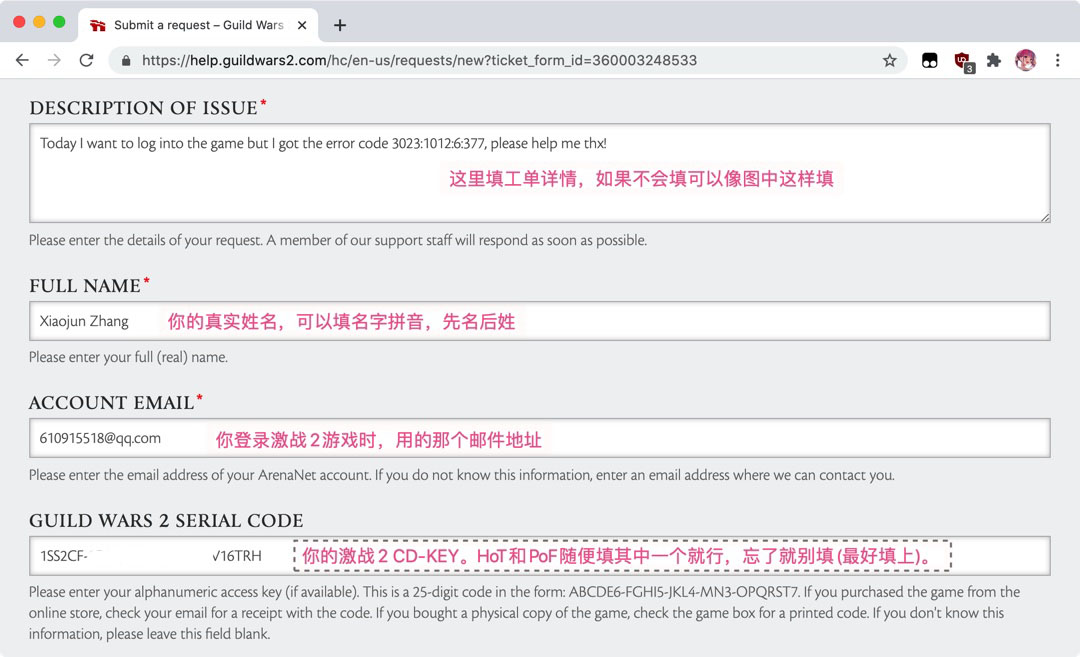 Submit a request – Guild Wars
https://help.guildwars2.com/hc/en-us/requests/new?ticket_form_id=360003248533
3
DESCRIPTION OF ISSUE*
Today I want to log into the game but I got the error code 3023:1012:6:377, please help me thx!
这里填工单详情，如果不会填可以像图中这样填
Please enter the details of your request. A member of our support staff will respond as soon as possible.
FULL NAME*
Xiaojun Zhang 你的真实姓名，可以填名字拼音，先名后姓
Please enter your full (real) name.
ACCOUNT EMAIL*
610915518@qq.com 你登录激战2游戏时，用的那个邮件地址
Please enter the email address of your ArenaNet account. If you do not know this information, enter an email address where we can contact you.
GUILD WARS 2 SERIAL CODE
1SS2CF- V16TRH 你的激战2 CD-KEY。HoT和PoF随便填其中一个就行，忘了就别填(最好填上)。
Please enter your alphanumeric access key (if available). This is a 25-digit code in the form: ABCDE6-FGHI5-JKL4-MN3-OPQRST7. If you purchased the game from the
online store, check your email for a receipt with the code. If you bought a physical copy of the game, check the game box for a printed code. If you don't know this
information, please leave this field blank.